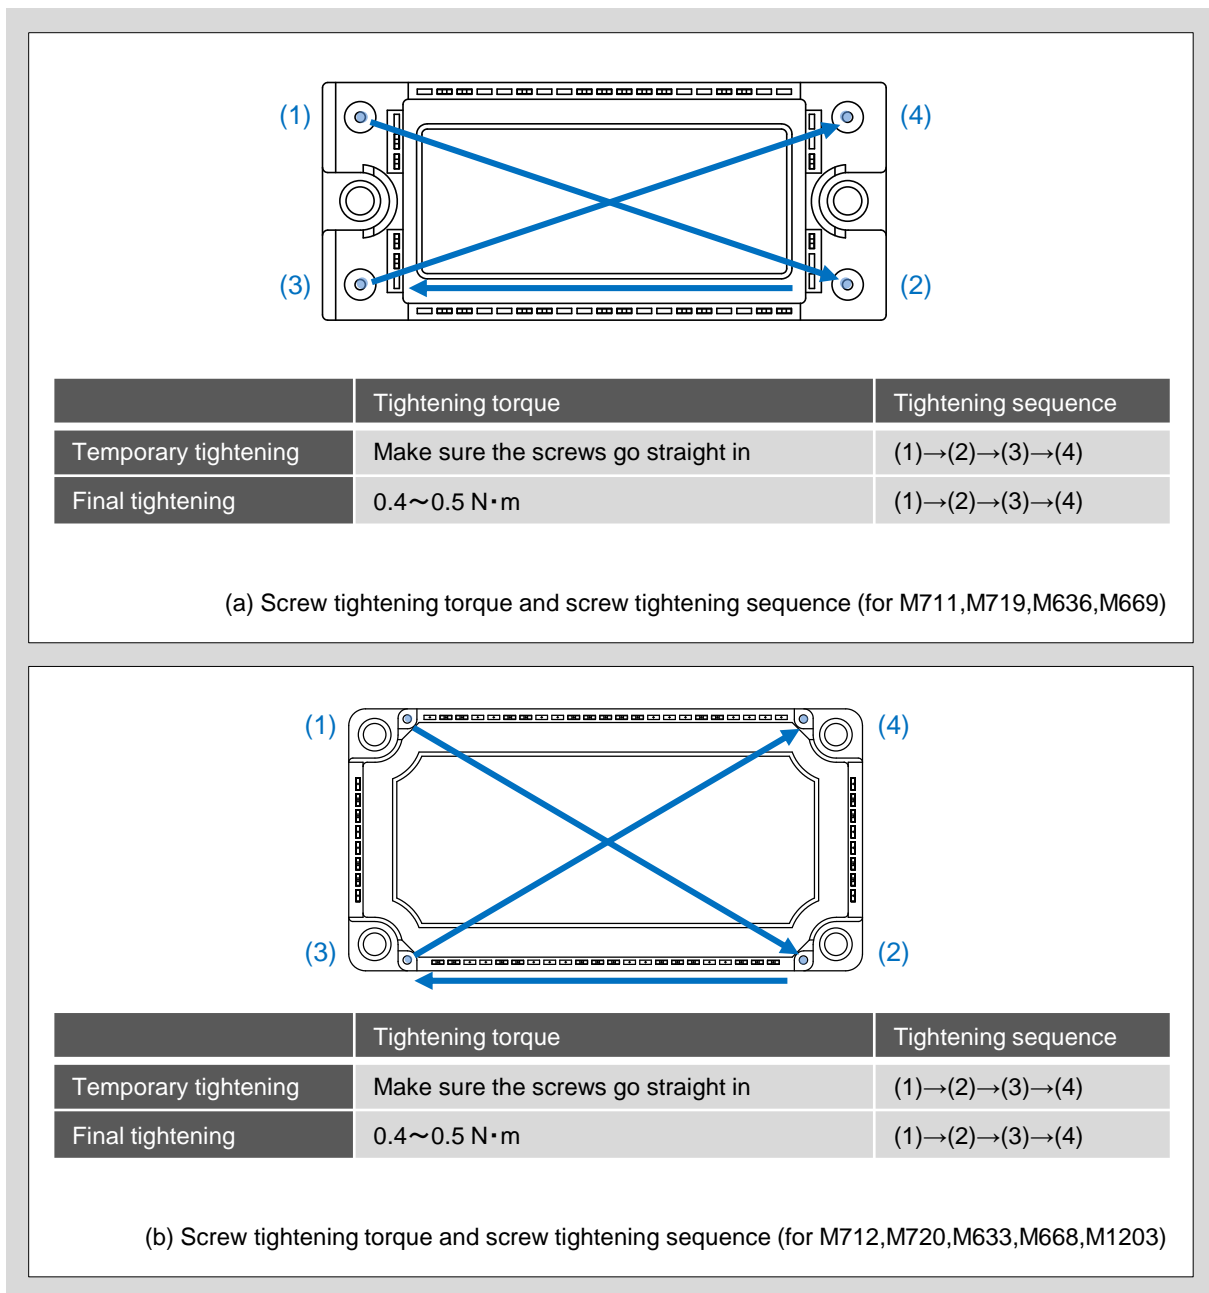 (1) (4)
(3) (2)
Tightening torque Tightening sequence
Temporary tightening Make sure the screws go straight in (1)→(2)→(3)→(4)
Final tightening 0.4～0.5 N・m (1)→(2)→(3)→(4)
(a) Screw tightening torque and screw tightening sequence (for M711,M719,M636,M669)
(1) (4)
(3) (2)
Tightening torque Tightening sequence
Temporary tightening Make sure the screws go straight in (1)→(2)→(3)→(4)
Final tightening 0.4～0.5 N・m (1)→(2)→(3)→(4)
(b) Screw tightening torque and screw tightening sequence (for M712,M720,M633,M668,M1203)